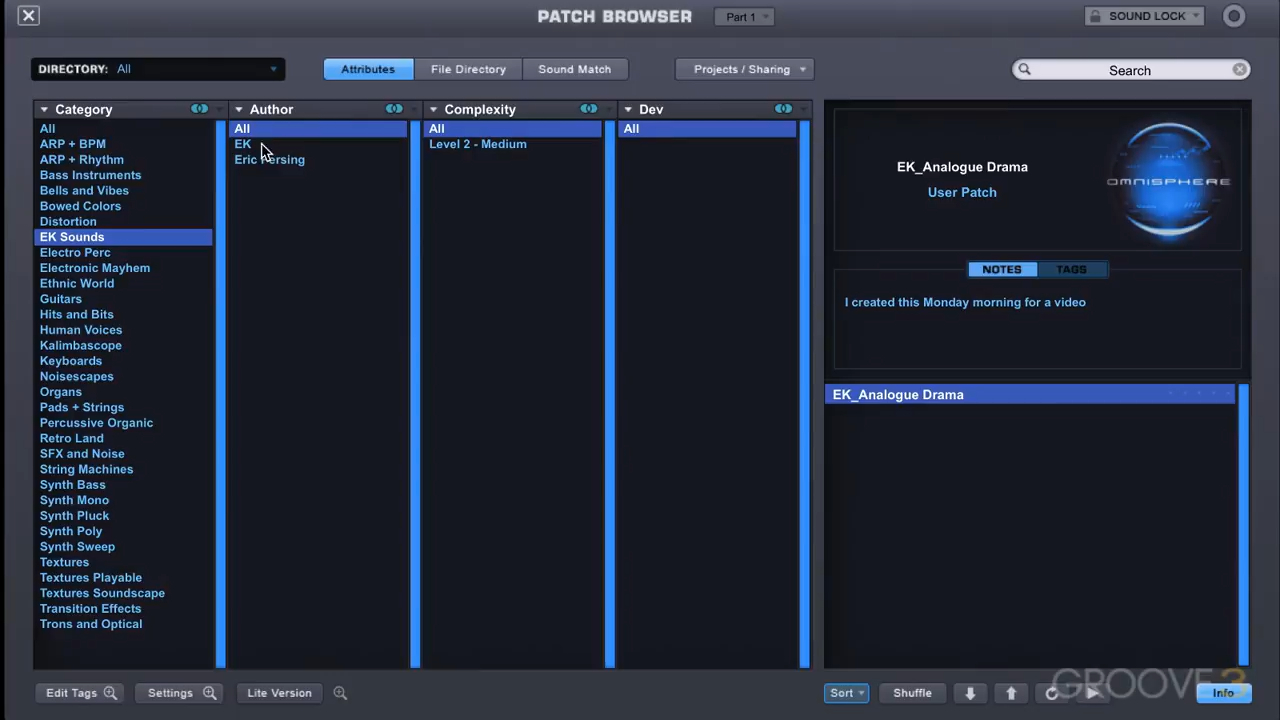 PATCH BROWSER
Part 1
SOUND LOCK
DIRECTORY: All
Attributes
File Directory
Sound Match
Projects / Sharing
Search
Category
All
ARP + BPM
ARP + Rhythm
Bass Instruments
Bells and Vibes
Bowed Colors
Distortion
EK Sounds
Electro Perc
Electronic Mayhem
Ethnic World
Guitars
Hits and Bits
Human Voices
Kalimbascope
Keyboards
Noisescapes
Organs
Pads + Strings
Percussive Organic
Retro Land
SFX and Noise
String Machines
Synth Bass
Synth Mono
Synth Pluck
Synth Poly
Synth Sweep
Textures
Textures Playable
Textures Soundscape
Transition Effects
Trons and Optical
Author
All
EK
Eric Persing
Complexity
All
Level 2 - Medium
Dev
All
EK_Analogue Drama
User Patch
OMNISPHERE
NOTES
TAGS
I created this Monday morning for a video
EK_Analogue Drama
Edit Tags
Settings
Lite Version
Sort
Shuffle
Info
GROOVE3